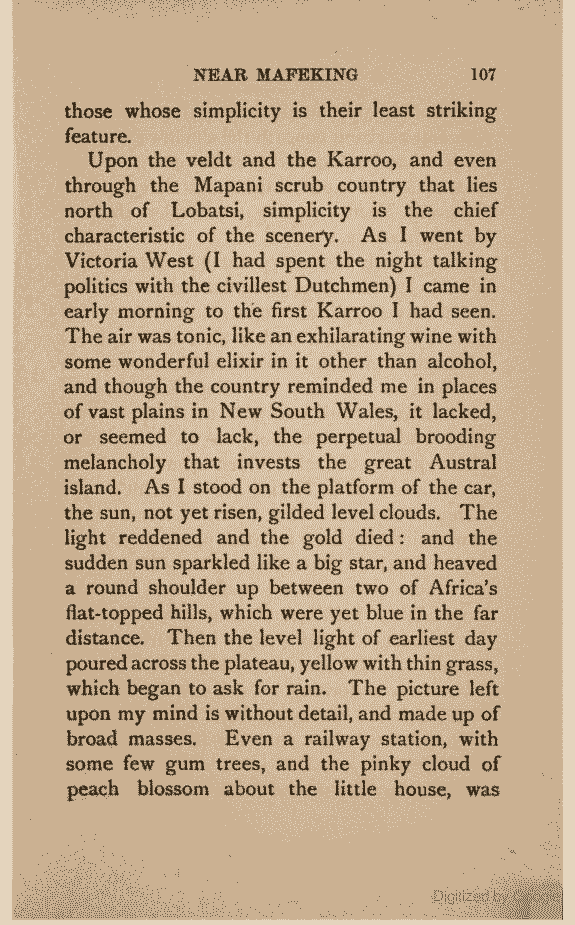 NEAR MAFEKING 107
those whose simplicity is their least striking
feature.
Upon the veldt and the Karroo, and even
through the Mapani scrub country that lies
north of Lobatsi, simplicity is the chief
characteristic of the scenery. As I went by
Victoria West (I had spent the night talking
politics with the civillest Dutchmen) I came in
early morning to the first Karroo I had seen.
The air was tonic, like an exhilarating wine with
some wonderful elixir in it other than alcohol,
and though the country reminded me in places
of vast plains in New South Wales, it lacked,
or seemed to lack, the perpetual brooding
melancholy that invests the great Austral
island. As I stood on the platform of the car,
the sun, not yet risen, gilded level clouds. The
light reddened and the gold died: and the
sudden sun sparkled like a big star, and heaved
a round shoulder up between two of Africa's
flat-topped hills, which were yet blue in the far
distance. Then the level light of earliest day
poured across the plateau, yellow with thin grass,
which began to ask for rain. The picture left
upon my mind is without detail, and made up of
broad masses. Even a railway station, with
some few gum trees, and the pinky cloud of
peach blossom about the little house, was
Digitized by Google